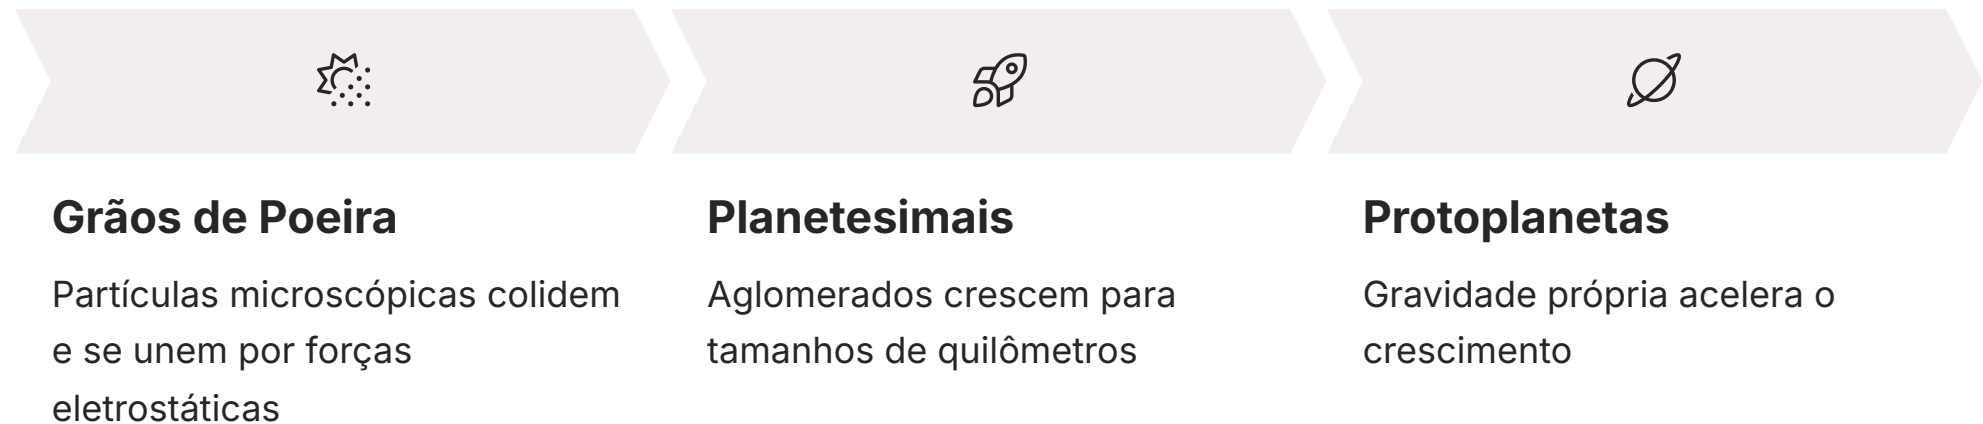 Grãos de Poeira
Partículas microscópicas colidem
e se unem por forças
eletrostáticas
Planetesimais
Aglomerados crescem para
tamanhos de quilômetros
Protoplanetas
Gravidade própria acelera o
crescimento